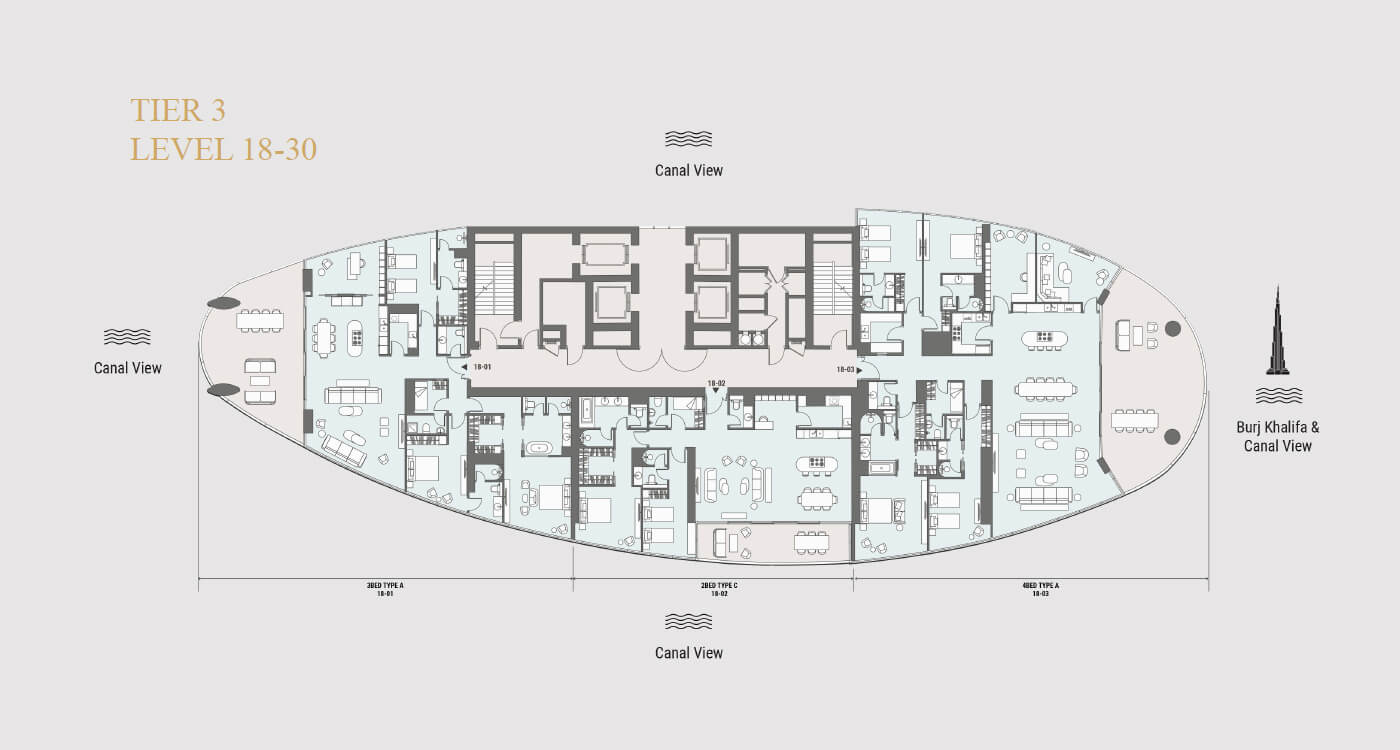 TIER 3
LEVEL 18-30
Canal View
Canal View
18-01
18-02
18-03
Burj Khalifa &
Canal View
3BED TYPE A
18-01
2BED TYPE C
18-02
4BED TYPE A
18-03
Canal View